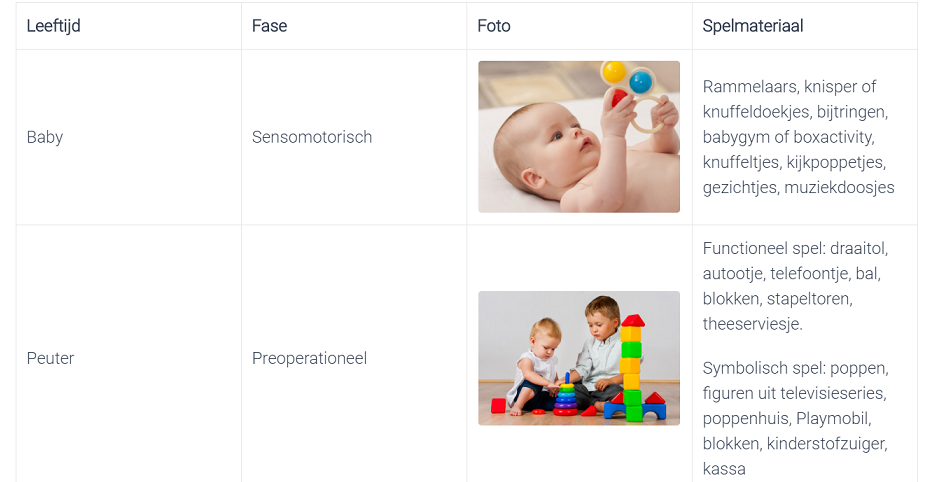 Leeftijd Fase Foto Spelmateriaal
Baby
Sensomotorisch
Rammelaars, knisper of
knuffeldoekjes, bijtringen,
babygym of boxactivity,
knuffeltjes, kijkpoppetjes,
gezichtjes, muziekdoosjes
Peuter
Preoperationeel
Functioneel spel: draaitol,
autootje, telefoontje, bal,
blokken, stapeltoren,
theeserviesje.
Symbolisch spel: poppen,
figuren uit televisieseries,
poppenhuis, Playmobil,
blokken, kinderstofzuiger,
kassa